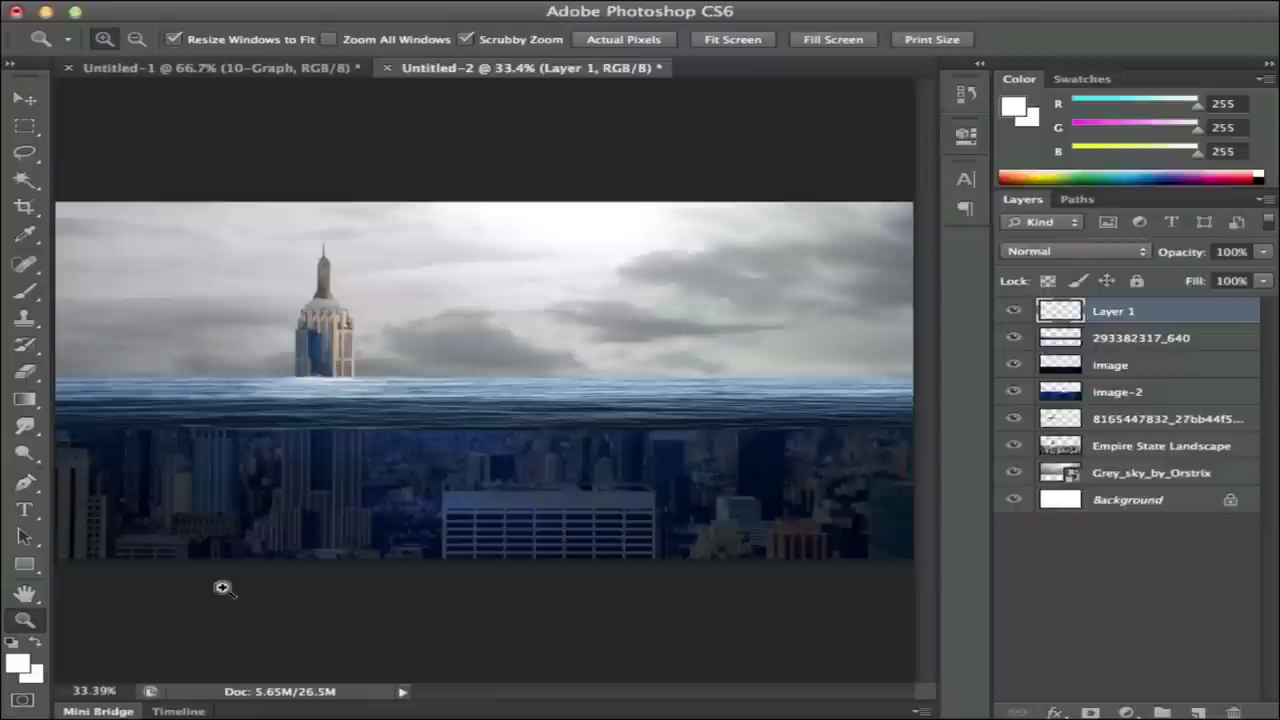 Adobe Photoshop CS6
Resize Windows to Fit Zoom All Windows Scrubby Zoom Actual Pixels Fit Screen Fill Screen Print Size
Untitled-1 @ 66.7% (10-Graph, RGB/8) * Untitled-2 @ 33.4% (Layer 1, RGB/8) *
Color Swatches
R 255
G 255
B 255
Layers Paths
Kind
Normal Opacity: 100%
Lock: Fill: 100%
Layer 1
293382317_640
image
image-2
8165447832_27bb44f5...
Empire State Landscape
Grey_sky_by_Orstrix
Background
33.39% Doc: 5.65M/26.5M
Mini Bridge Timeline